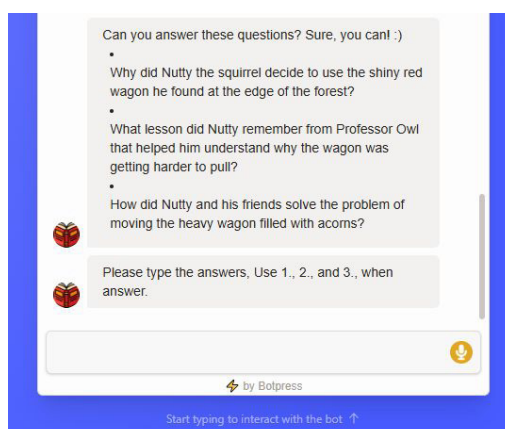 Can you answer these questions? Sure, you can! :)
•
Why did Nutty the squirrel decide to use the shiny red
wagon he found at the edge of the forest?
•
What lesson did Nutty remember from Professor Owl
that helped him understand why the wagon was
getting harder to pull?
•
How did Nutty and his friends solve the problem of
moving the heavy wagon filled with acorns?
Please type the answers, Use 1., 2., and 3., when
answer.
by Botpress
Start typing to interact with the bot ↑